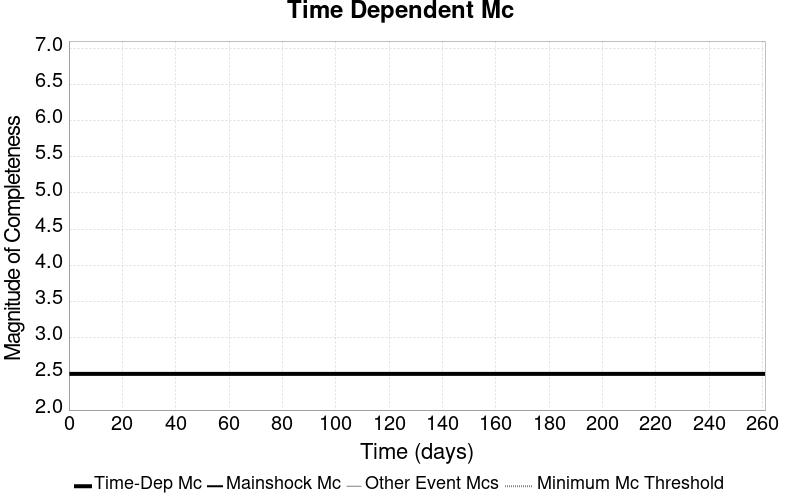 Time Dependent Mc
Magnitude of Completeness
7.0
6.5
6.0
5.5
5.0
4.5
4.0
3.5
3.0
2.5
2.0
0 20 40 60 80 100 120 140 160 180 200 220 240 260
Time (days)
Time-Dep Mc Mainshock Mc Other Event Mcs Minimum Mc Threshold